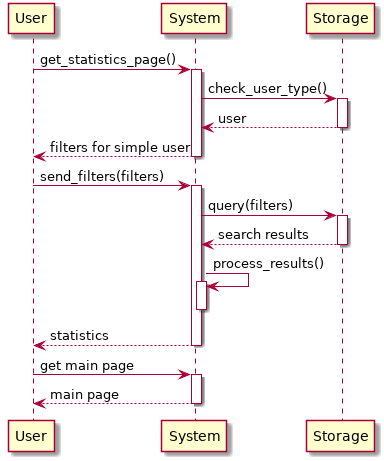 User System Storage
get_statistics_page()
check_user_type()
user
filters for simple user
send_filters(filters)
query(filters)
search results
process_results()
statistics
get main page
main page
User System Storage